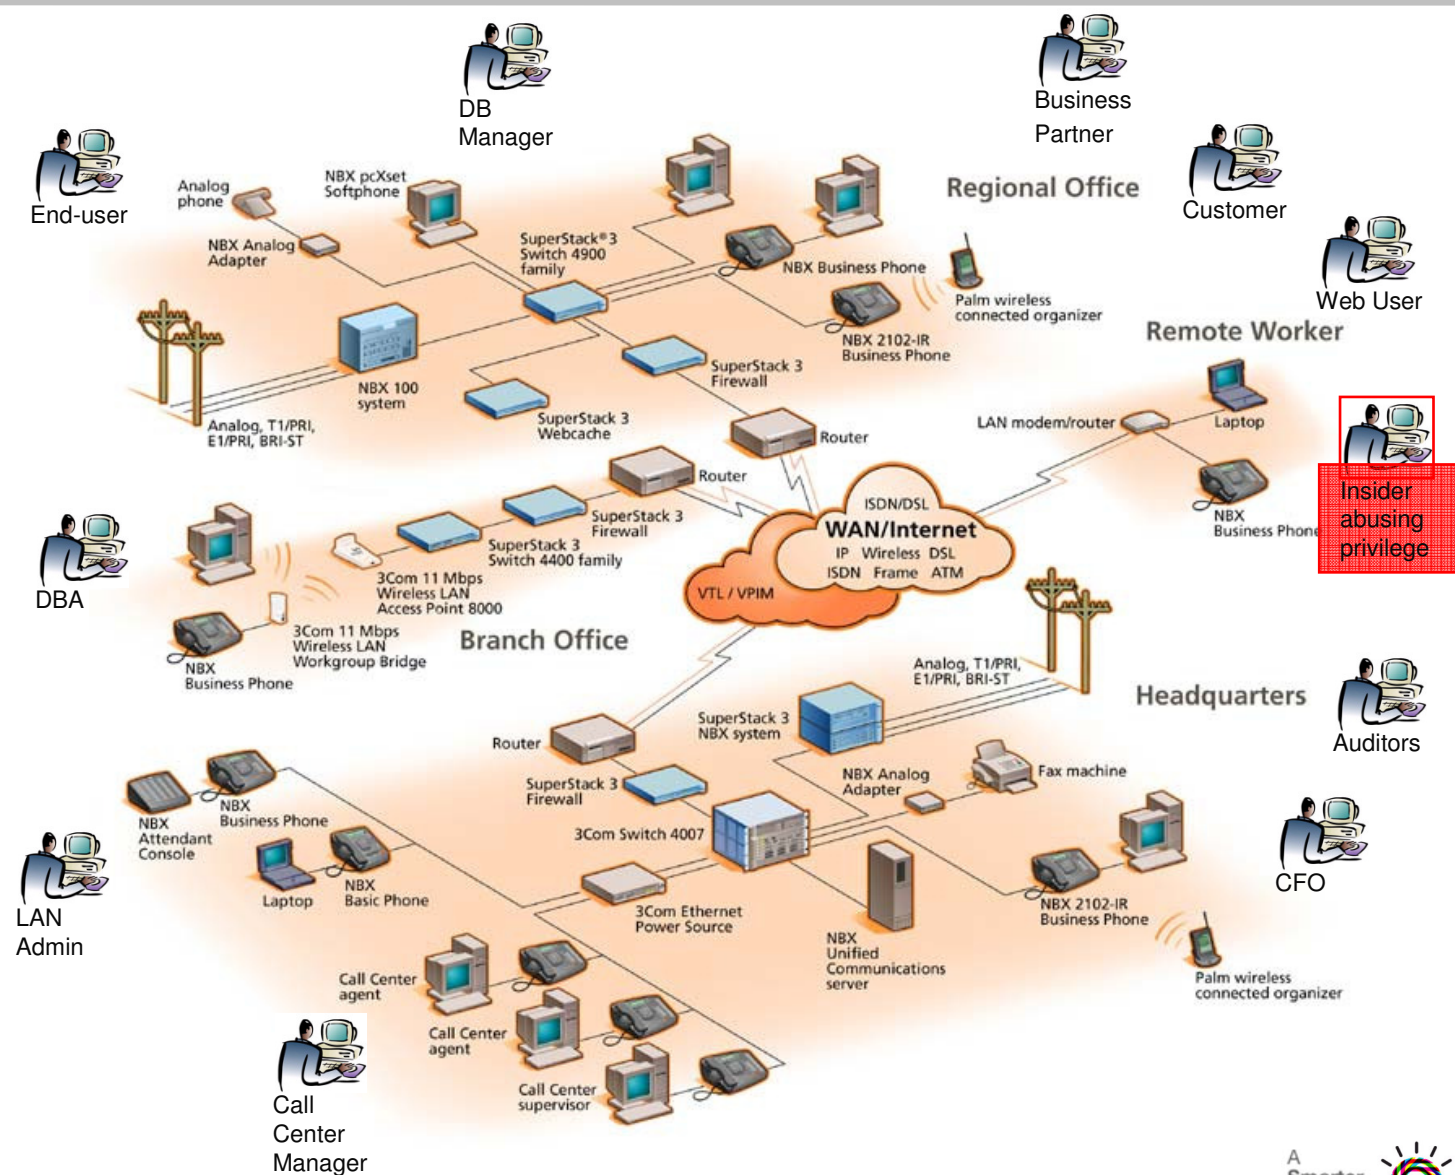 DB
Manager
Business
Partner
End-user
Customer
Web User
Analog
phone
NBX pcXset
Softphone
Regional Office
NBX Analog
Adapter
SuperStack®3
Switch 4900
family
NBX Business Phone
Palm wireless
connected organizer
NBX 2102-IR
Business Phone
NBX 100
system
Analog, T1/PRI,
E1/PRI, BRI-ST
SuperStack 3
Firewall
SuperStack 3
Webcache
Router
Remote Worker
LAN modem/router
Laptop
NBX
Business Phone
Insider
abusing
privilege
Router
SuperStack 3
Firewall
SuperStack 3
Switch 4400 family
3Com 11 Mbps
Wireless LAN
Access Point 8000
3Com 11 Mbps
Wireless LAN
Workgroup Bridge
NBX
Business Phone
DBA
Branch Office
ISDN/DSL
WAN/Internet
IP Wireless DSL
ISDN Frame ATM
VTL / VPIM
Analog, T1/PRI,
E1/PRI, BRI-ST
Headquarters
Auditors
SuperStack 3
NBX system
Router
SuperStack 3
Firewall
NBX Analog
Adapter
Fax machine
3Com Switch 4007
NBX
Attendant
Console
NBX
Business Phone
Laptop
NBX
Basic Phone
LAN
Admin
3Com Ethernet
Power Source
NBX
Unified
Communications
server
NBX 2102-IR
Business Phone
CFO
Palm wireless
connected organizer
Call Center
agent
Call Center
agent
Call Center
supervisor
Call
Center
Manager
A
Smarter